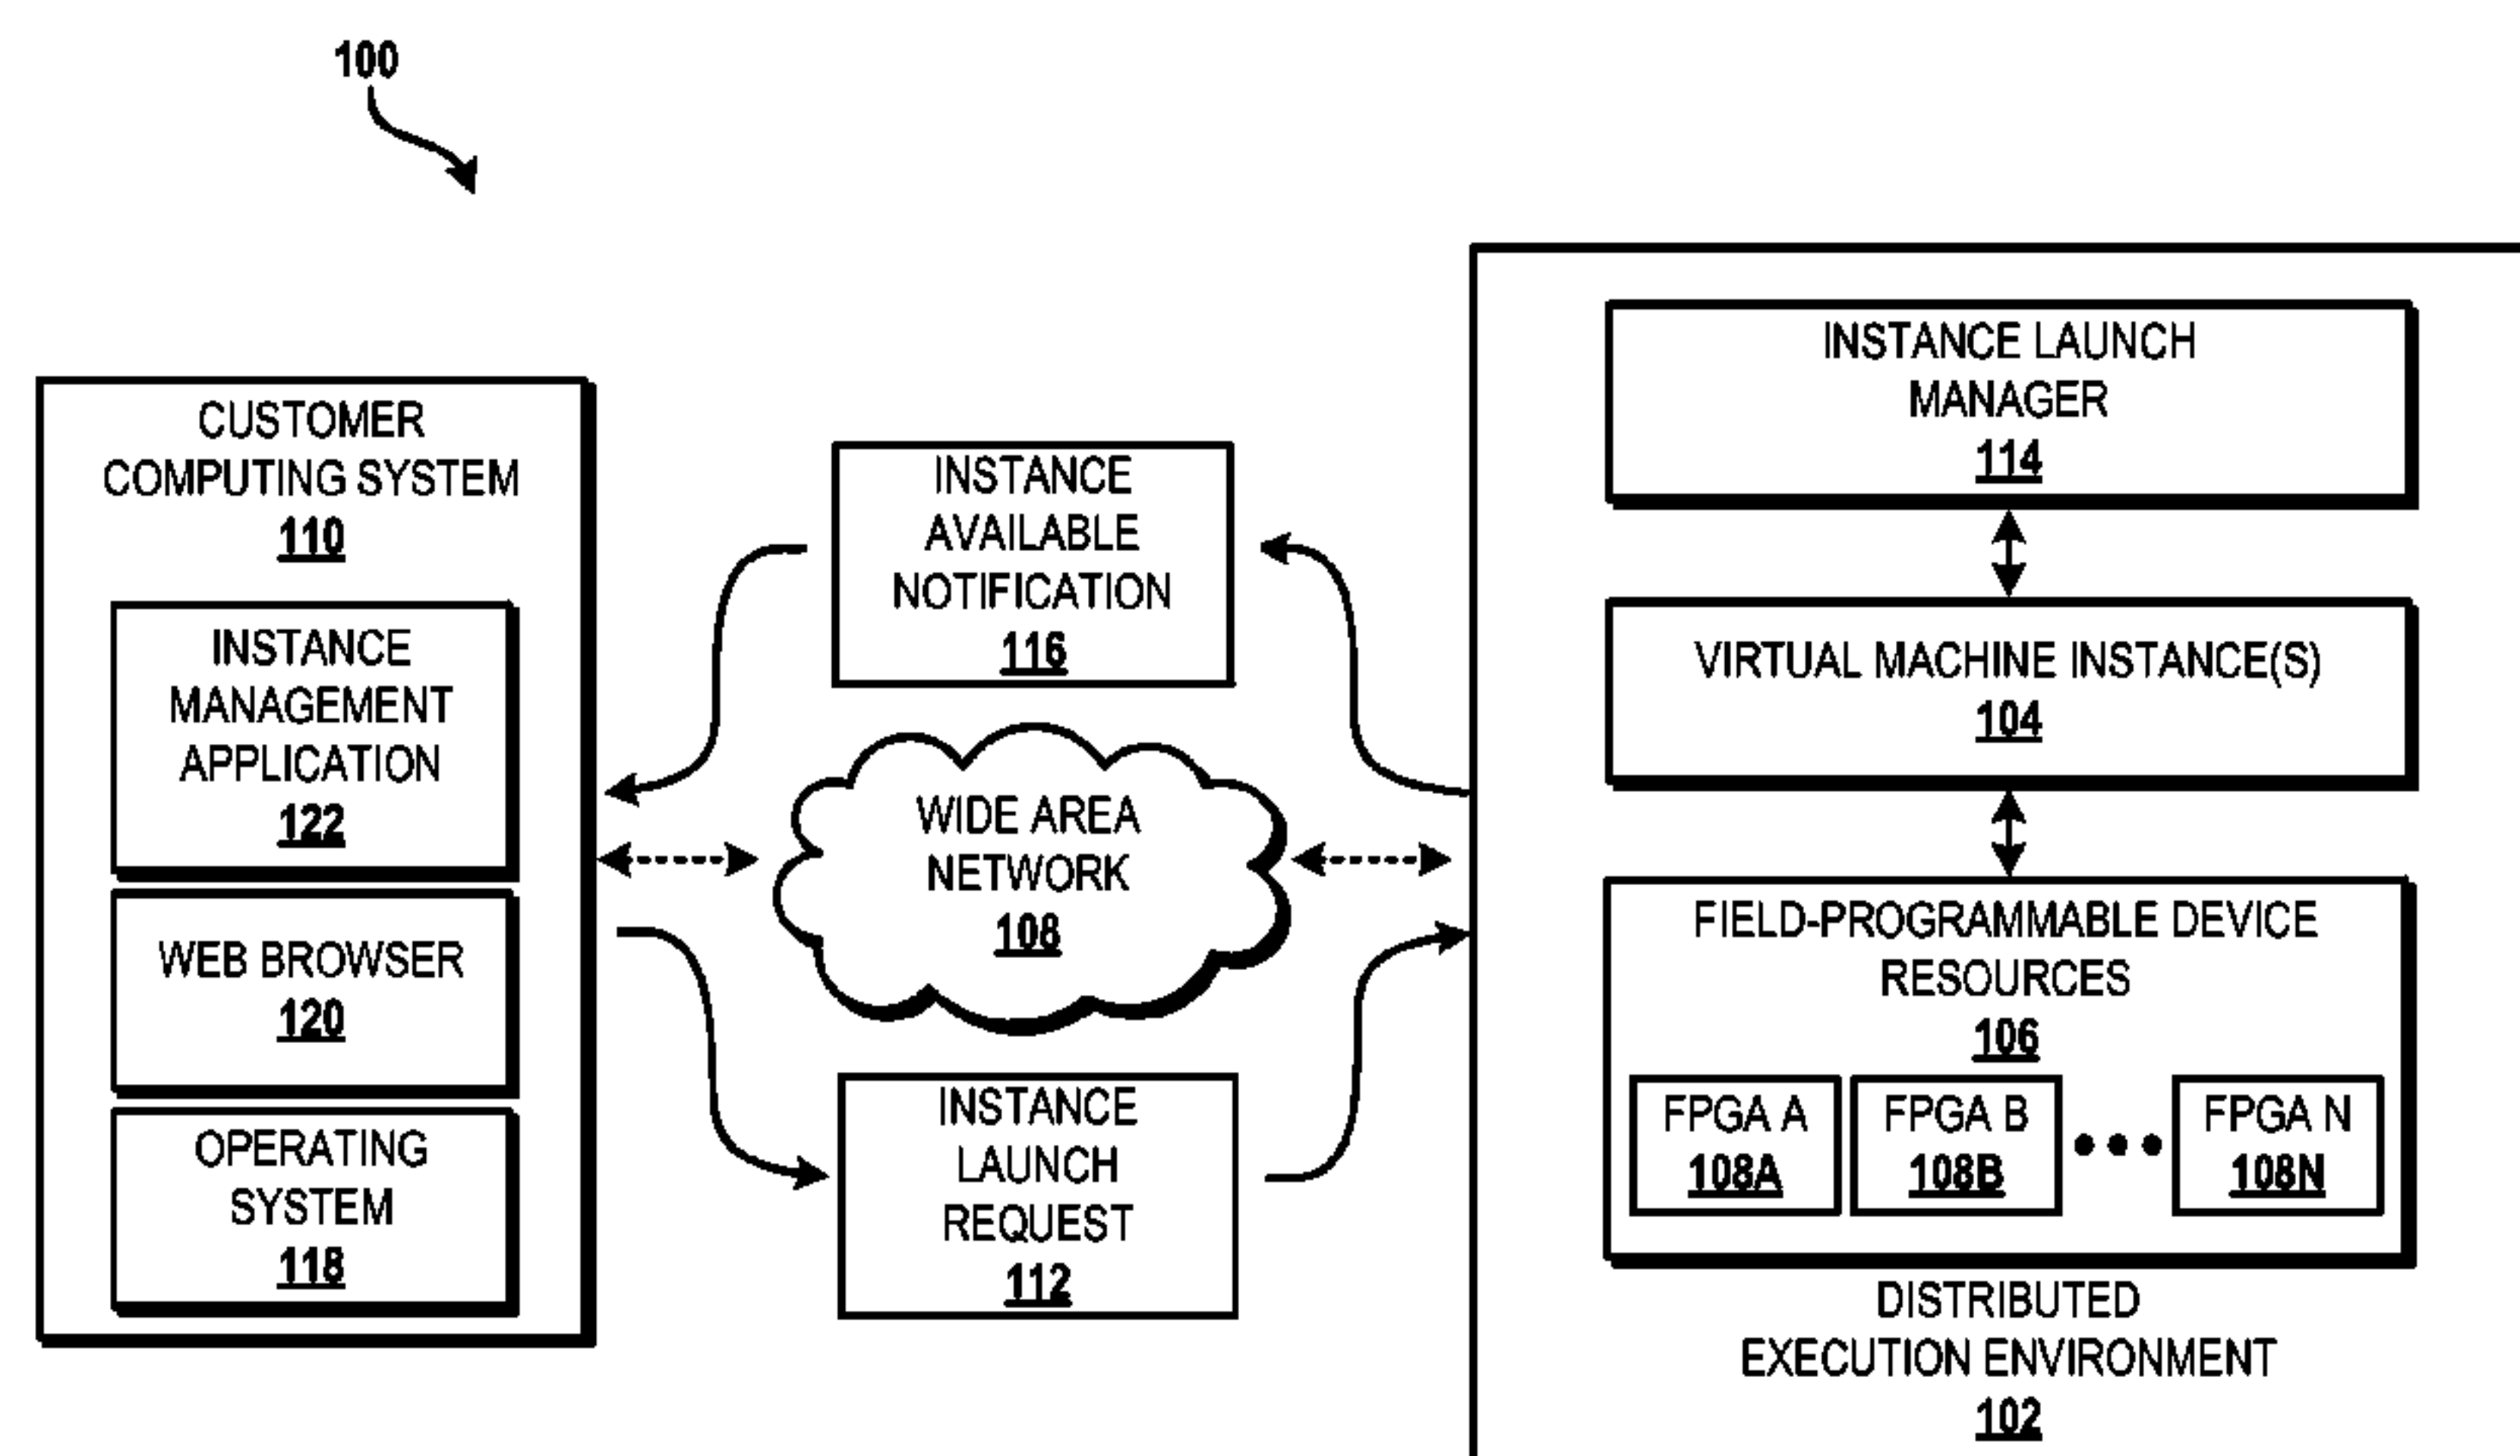 100
CUSTOMER
COMPUTING SYSTEM
110
INSTANCE
MANAGEMENT
APPLICATION
122
WEB BROWSER
120
OPERATING
SYSTEM
118
INSTANCE
AVAILABLE
NOTIFICATION
116
WIDE AREA
NETWORK
108
INSTANCE
LAUNCH
REQUEST
112
INSTANCE LAUNCH
MANAGER
114
VIRTUAL MACHINE INSTANCE(S)
104
FIELD-PROGRAMMABLE DEVICE
RESOURCES
106
FPGA A
108A
FPGA B
108B
FPGA N
108N
DISTRIBUTED
EXECUTION ENVIRONMENT
102